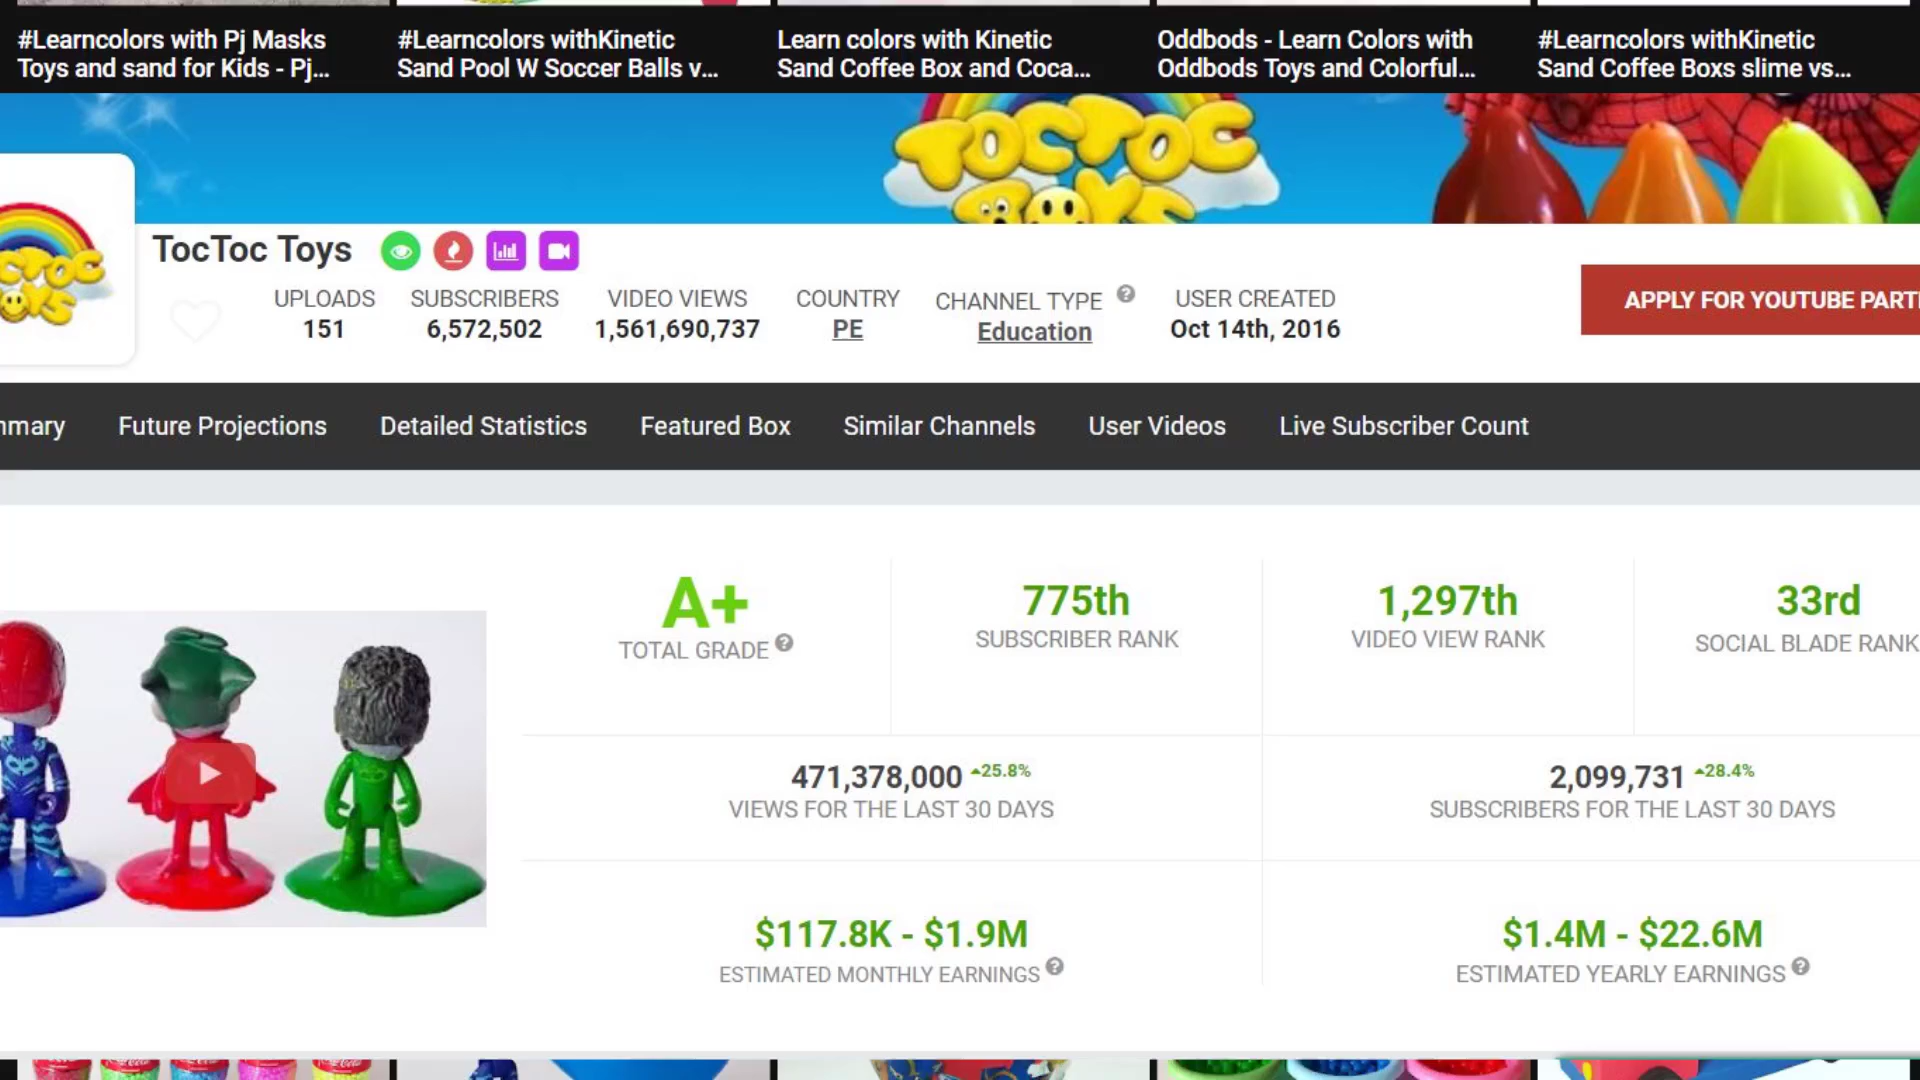 #Learncolors with Pj Masks
Toys and sand for Kids - Pj...
#Learncolors withKinetic
Sand Pool W Soccer Balls v...
Learn colors with Kinetic
Sand Coffee Box and Coca...
Oddbods - Learn Colors with
Oddbods Toys and Colorful...
#Learncolors withKinetic
Sand Coffee Boxs slime vs...
TOCTOC
TocToc Toys
UPLOADS
151
SUBSCRIBERS
6,572,502
VIDEO VIEWS
1,561,690,737
COUNTRY
PE
CHANNEL TYPE
Education
USER CREATED
Oct 14th, 2016
APPLY FOR YOUTUBE PART
mmary
Future Projections
Detailed Statistics
Featured Box
Similar Channels
User Videos
Live Subscriber Count
A+
TOTAL GRADE
775th
SUBSCRIBER RANK
1,297th
VIDEO VIEW RANK
33rd
SOCIAL BLADE RANK
471,378,000 25.8%
VIEWS FOR THE LAST 30 DAYS
2,099,731 28.4%
SUBSCRIBERS FOR THE LAST 30 DAYS
$117.8K - $1.9M
ESTIMATED MONTHLY EARNINGS
$1.4M - $22.6M
ESTIMATED YEARLY EARNINGS